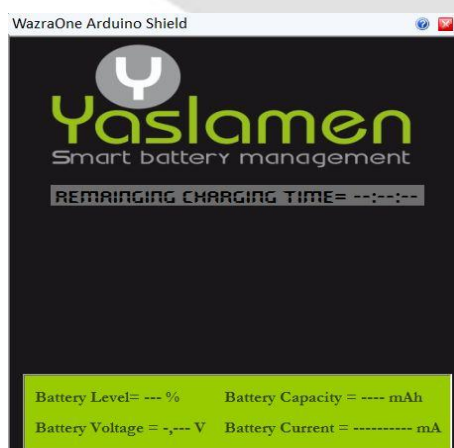 WazraOne Arduino Shield
Y
Yaslamen
Smart battery management
REMAINGING CHARGING TIME= --:--:--
Battery Level= --- %
Battery Capacity = ---- mAh
Battery Voltage = -,--- V
Battery Current = ---------- mA